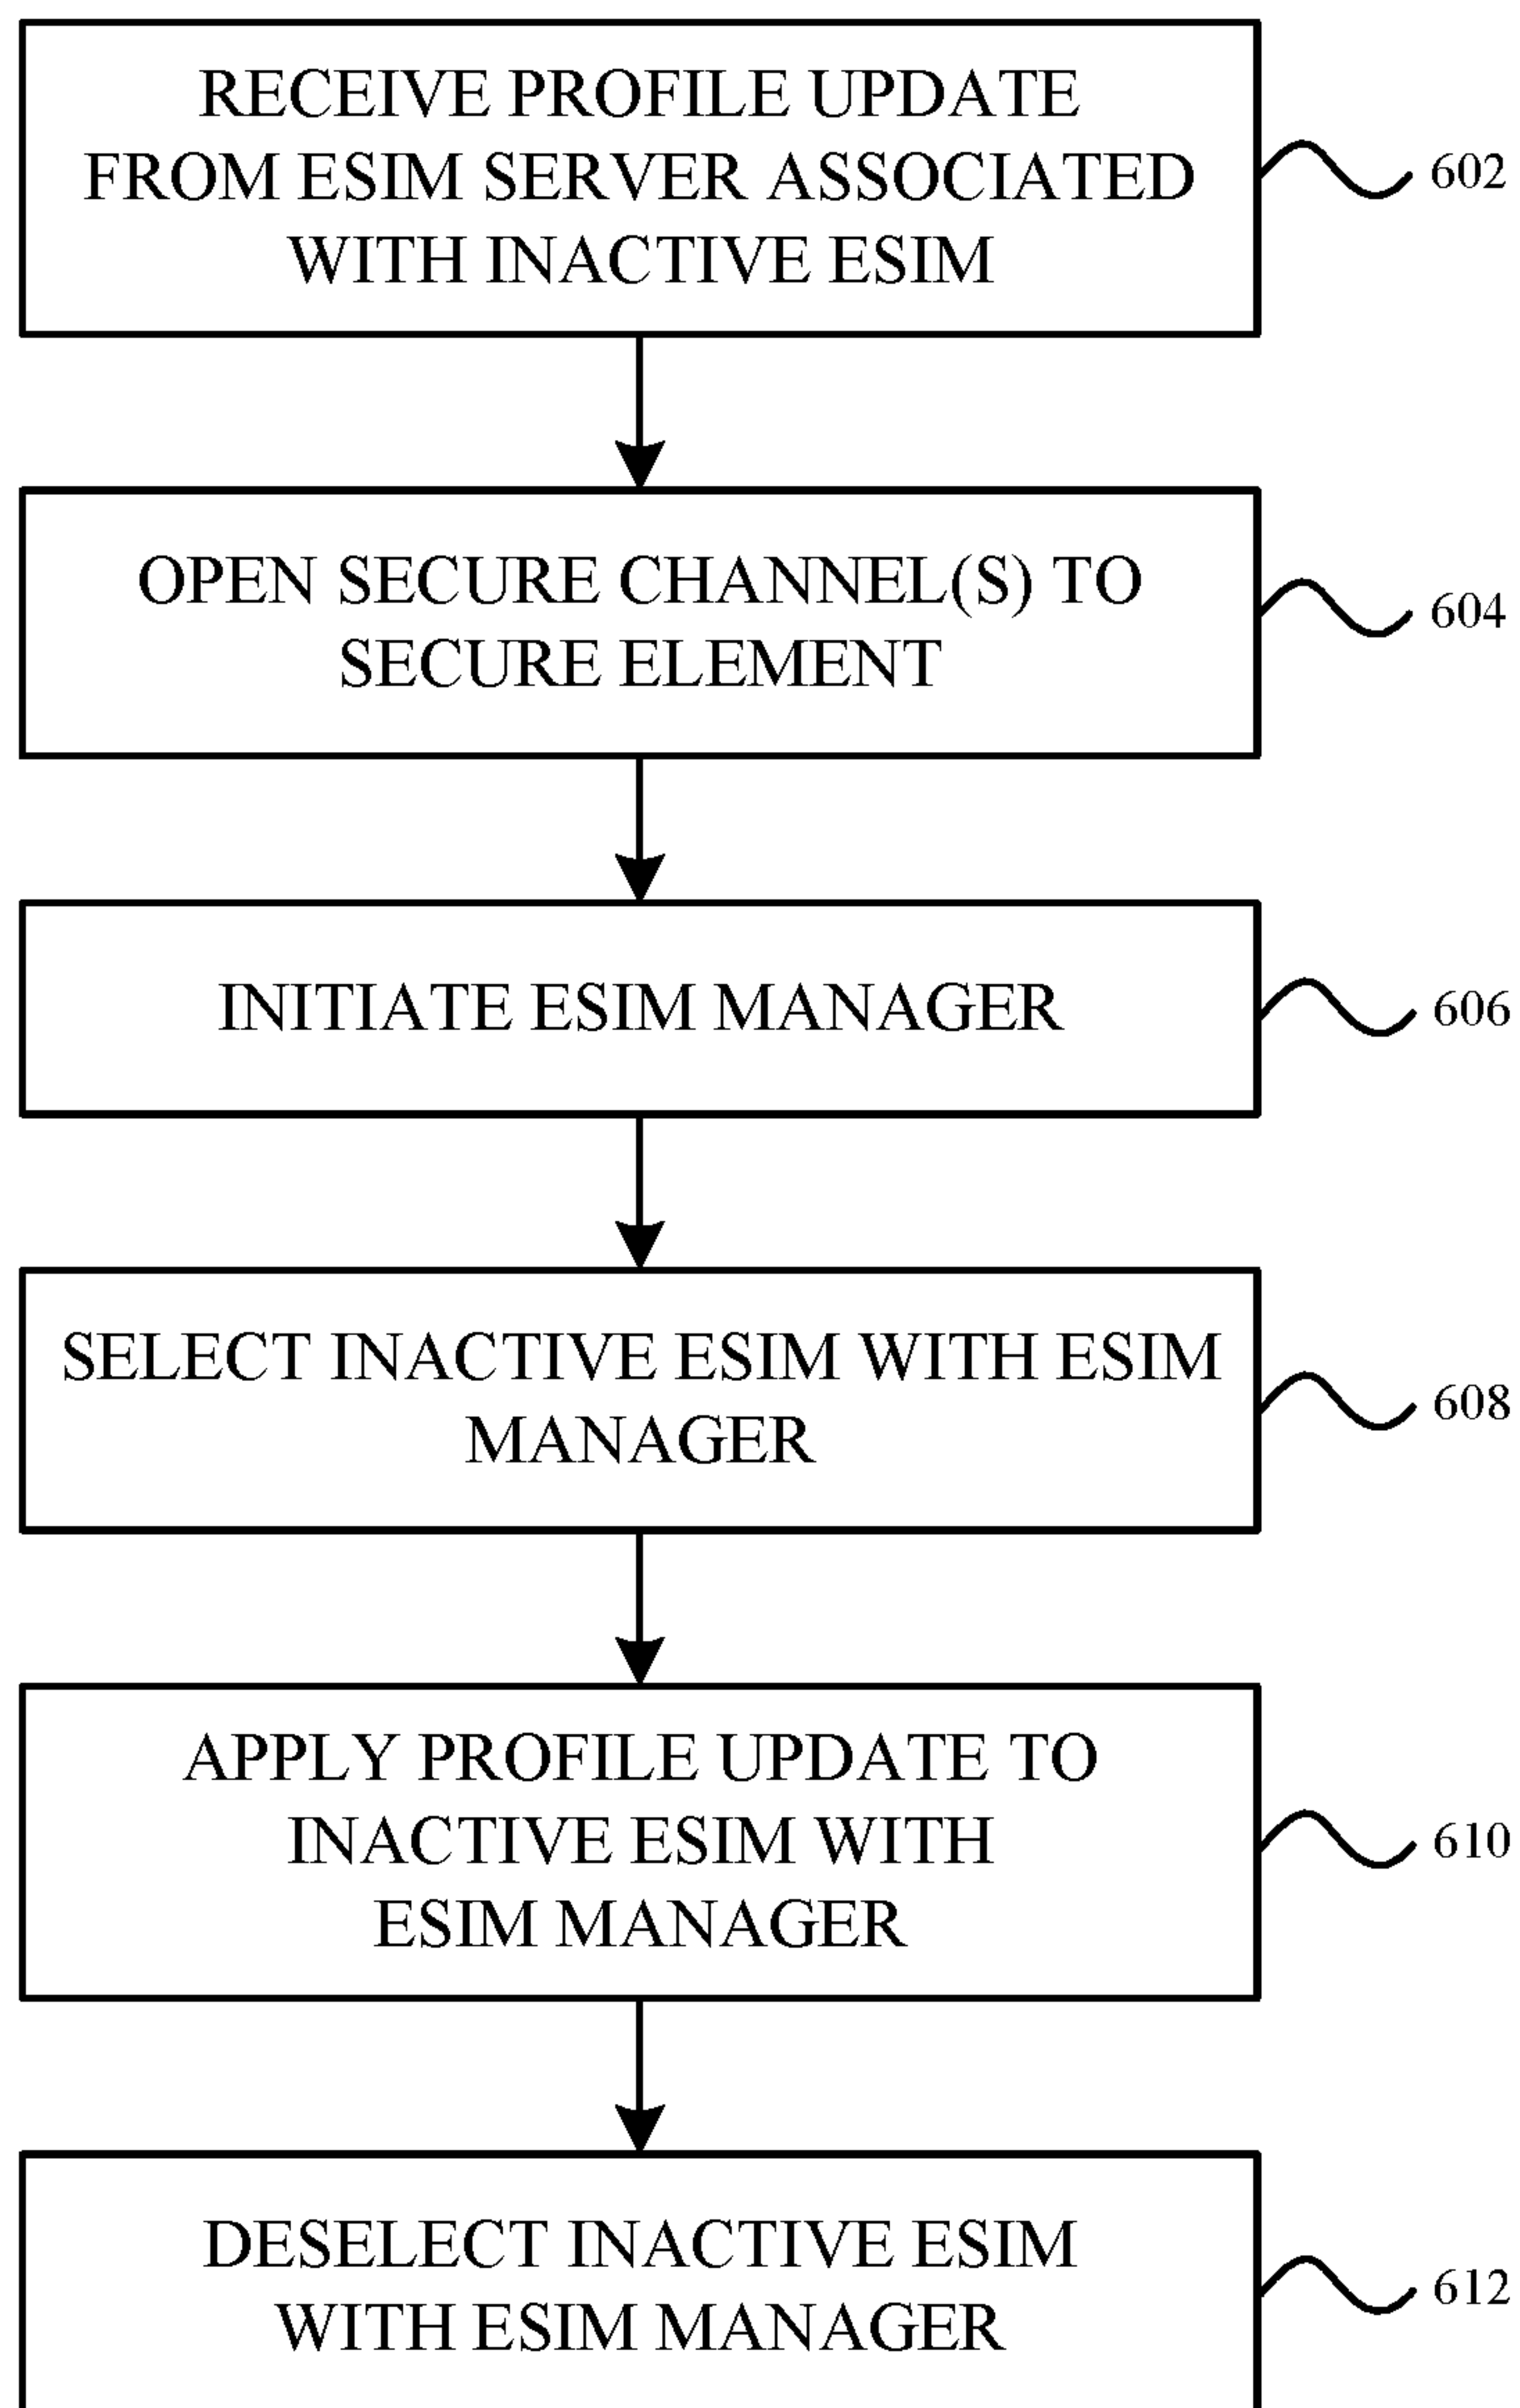 RECEIVE PROFILE UPDATE
FROM ESIM SERVER ASSOCIATED
WITH INACTIVE ESIM
602
OPEN SECURE CHANNEL(S) TO
SECURE ELEMENT
604
INITIATE ESIM MANAGER
606
SELECT INACTIVE ESIM WITH ESIM
MANAGER
608
APPLY PROFILE UPDATE TO
INACTIVE ESIM WITH
ESIM MANAGER
610
DESELECT INACTIVE ESIM
WITH ESIM MANAGER
612